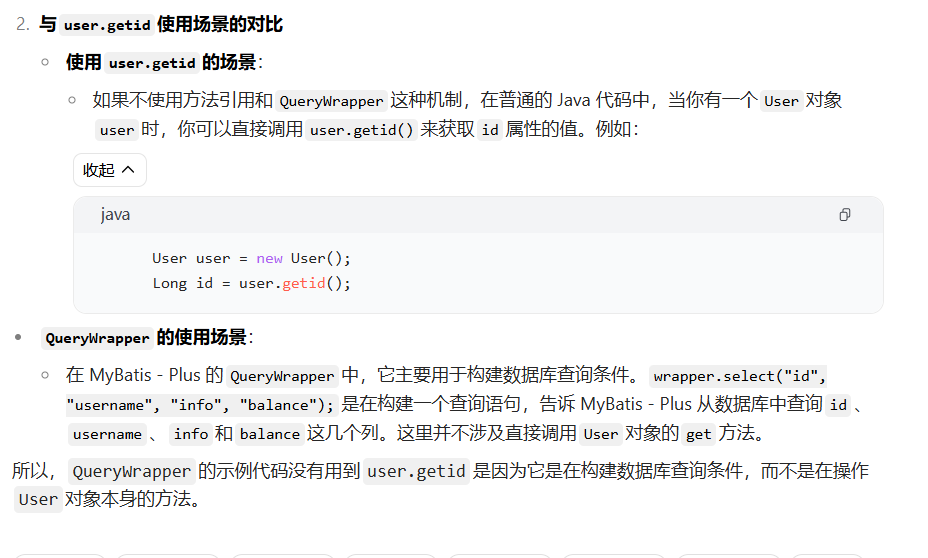 2. 与 user.getid 使用场景的对比
使用 user.getid 的场景：
如果不使用方法引用和 QueryWrapper 这种机制，在普通的 Java 代码中，当你有一个 User 对象
user 时，你可以直接调用 user.getid() 来获取 id 属性的值。例如：
收起
java
User user = new User();
Long id = user.getid();
QueryWrapper 的使用场景：
在 MyBatis - Plus 的 QueryWrapper 中，它主要用于构建数据库查询条件。 wrapper.select("id",
"username", "info", "balance"); 是在构建一个查询语句，告诉 MyBatis - Plus 从数据库中查询 id 、
username 、 info 和 balance 这几个列。这里并不涉及直接调用 User 对象的 get 方法。
所以， QueryWrapper 的示例代码没有用到 user.getid 是因为它是在构建数据库查询条件，而不是在操作
User 对象本身的方法。